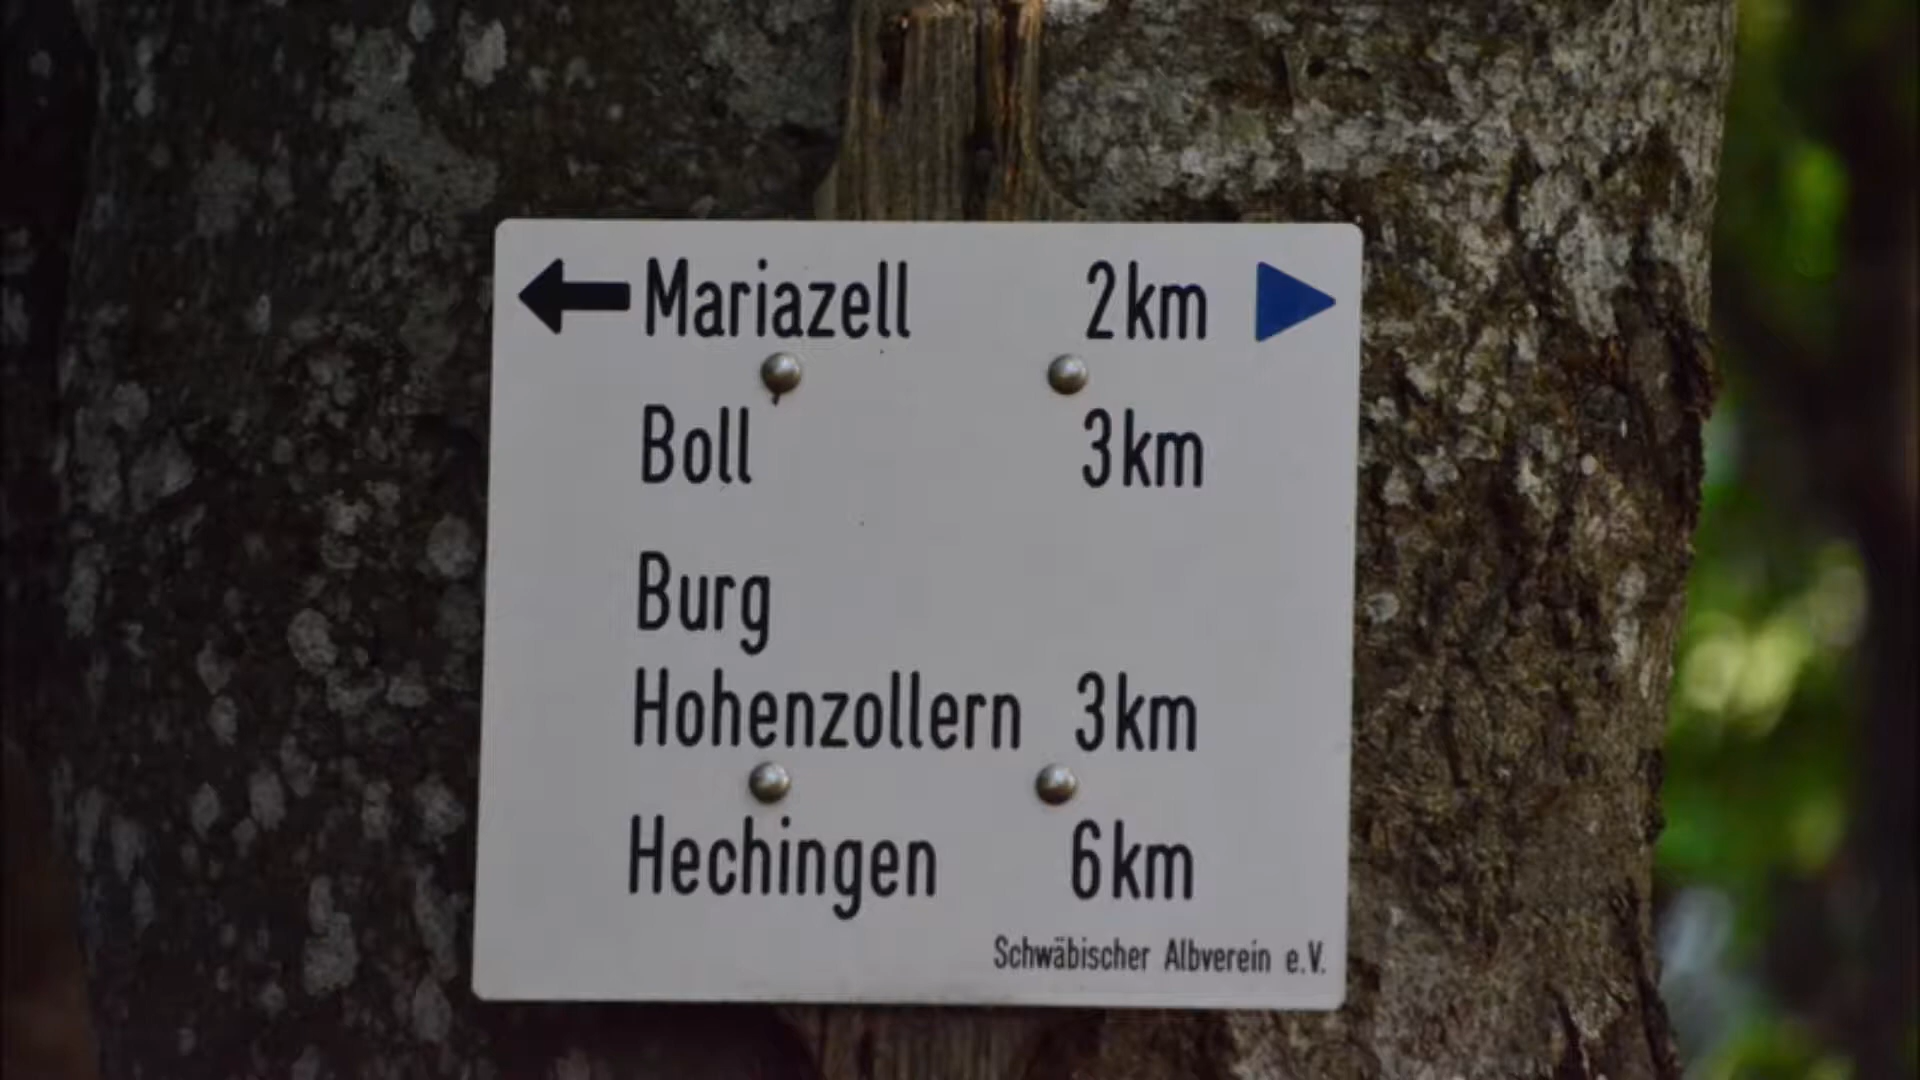 Mariazell 2km
Boll 3km
Burg
Hohenzollern 3km
Hechingen 6km
Schwäbischer Albverein e.V.